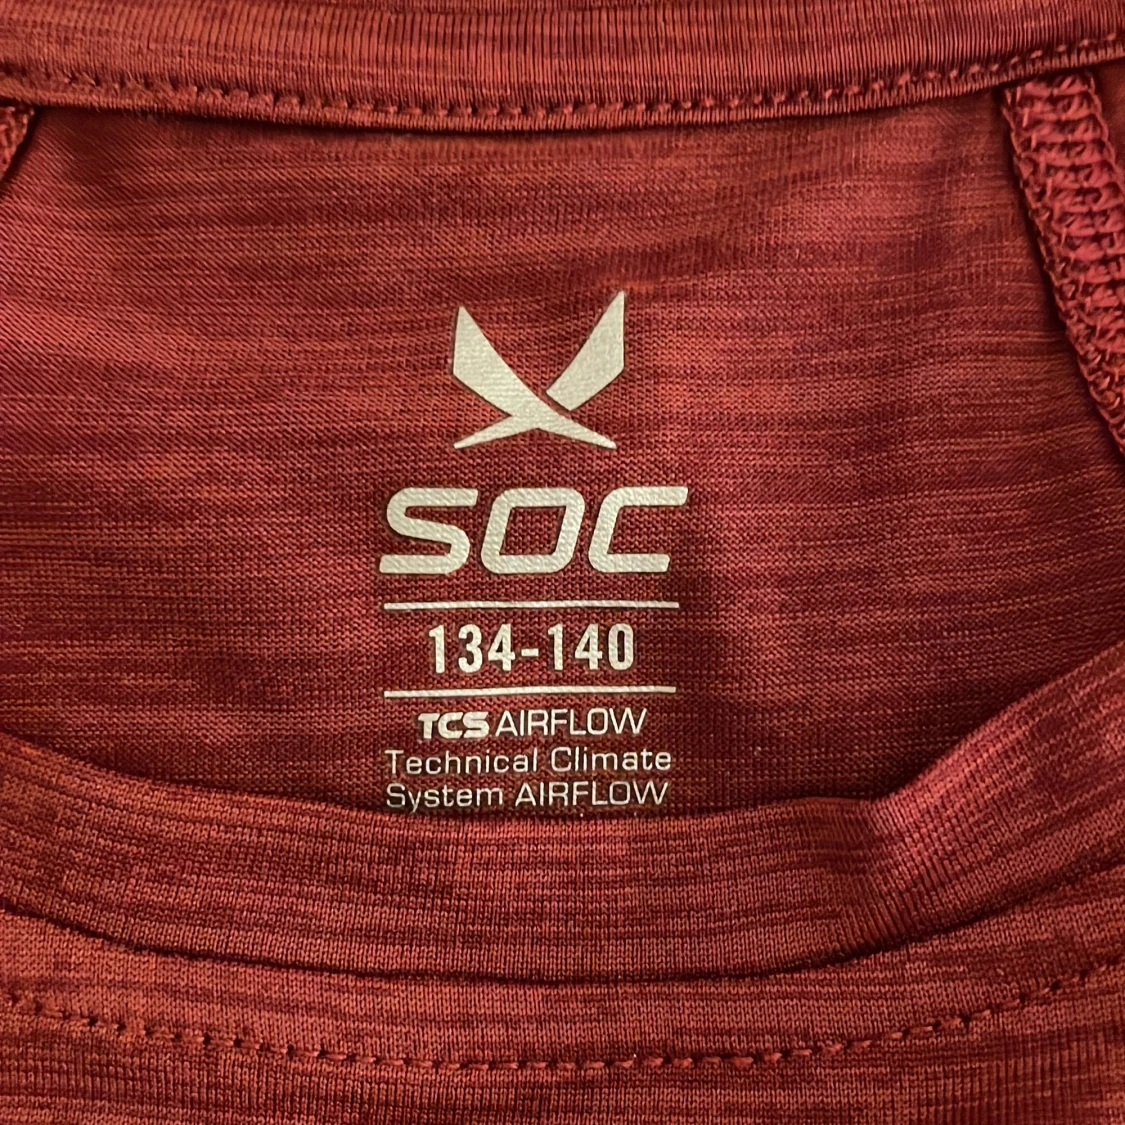 SOC
134-140
TCS AIRFLOW
Technical Climate
System AIRFLOW